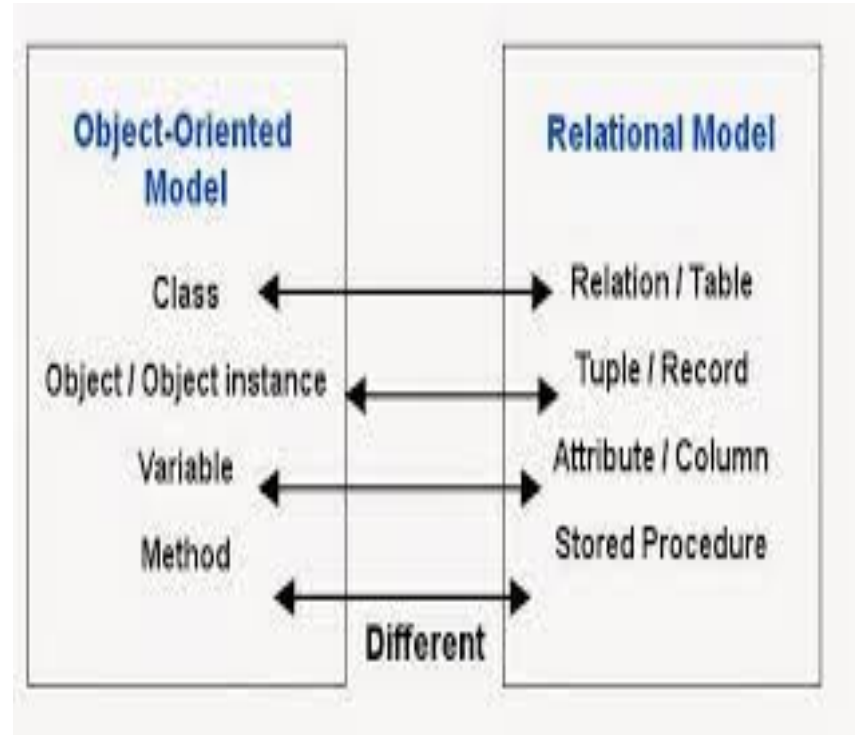 Object-Oriented
Model
Class
Object / Object instance
Variable
Method
Relational Model
Relation / Table
Tuple / Record
Attribute / Column
Stored Procedure
Different